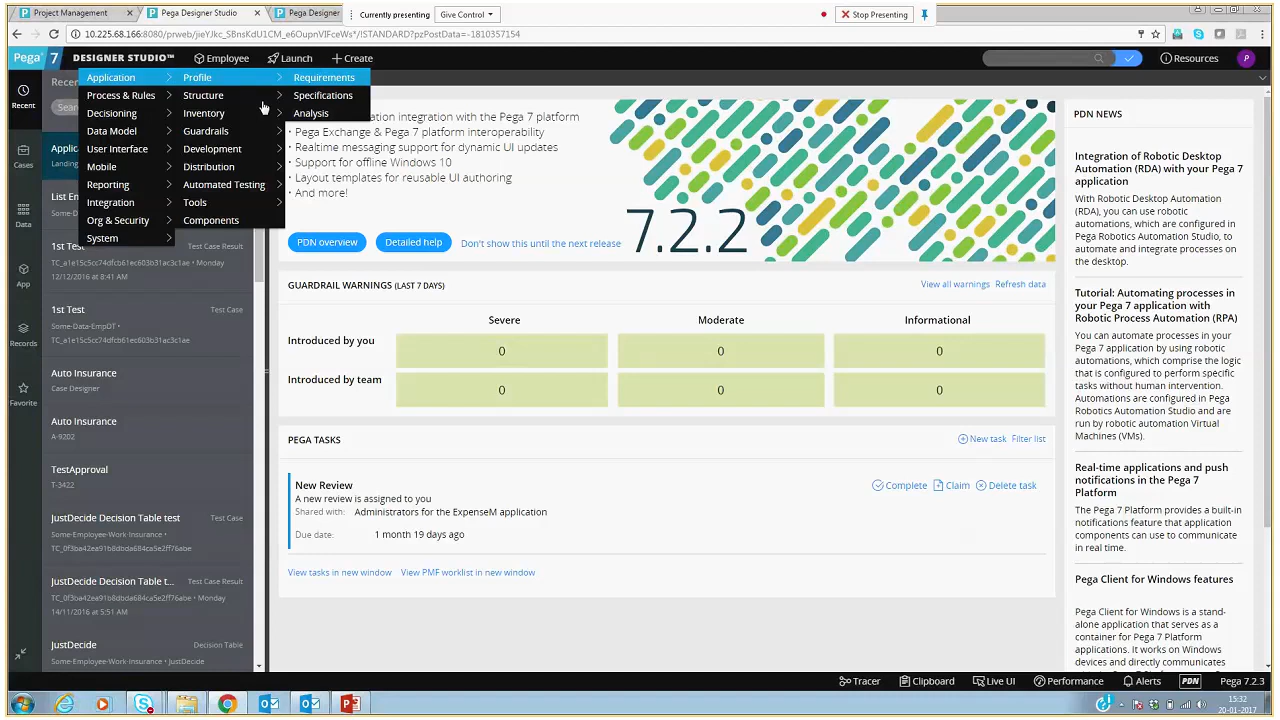 Project Management
Pega Designer Studio
Pega Designer
Currently presenting
Give Control
Stop Presenting
10.225.68.166:8080/prweb/jieYJkc_SBnsKdU1CM_e6OupnVIFceWs*/!STANDARD?pzPostData=-1810357154
Pega 7
DESIGNER STUDIO™
Employee
Launch
Create
Resources
P
Recent
Cases
Data
App
Records
Favorite
Application
Process & Rules
Decisioning
Data Model
User Interface
Mobile
Reporting
Integration
Org & Security
System
Profile
Structure
Inventory
Guardrails
Development
Distribution
Automated Testing
Tools
Components
Requirements
Specifications
Analysis
Recen
Sear
Applic
Landing
List En
Some-D
1st Test
Test Case Result
TC_a1e15c5cc74dfcb61ec603b31ac3c1ae • Monday
12/12/2016 at 8:41 AM
1st Test
Test Case
Some-Data-EmpDT •
TC_a1e15c5cc74dfcb61ec603b31ac3c1ae
Auto Insurance
Case Designer
Auto Insurance
A-9202
TestApproval
T-3422
JustDecide Decision Table test
Test Case
Some-Employee-Work-Insurance •
TC_0f3ba42ea91b8dbda684ca5d2ff76abe
JustDecide Decision Table t...
Test Case Result
TC_0f3ba42ea91b8dbda684ca5d2ff76abe • Monday
14/11/2016 at 5:51 AM
JustDecide
Decision Table
Some-Employee-Work-Insurance • JustDecide
ation integration with the Pega 7 platform
• Pega Exchange & Pega 7 platform interoperability
• Realtime messaging support for dynamic UI updates
• Support for offline Windows 10
• Layout templates for reusable UI authoring
• And more!
PDN overview
Detailed help
Don't show this until the next release
7.2.2
GUARDRAIL WARNINGS (LAST 7 DAYS)
View all warnings
Refresh data
Severe
Moderate
Informational
Introduced by you
0
0
0
Introduced by team
0
0
0
PEGA TASKS
New task
Filter list
New Review
A new review is assigned to you
Shared with: Administrators for the ExpenseM application
Due date: 1 month 19 days ago
Complete
Claim
Delete task
View tasks in new window
View PMF worklist in new window
PDN NEWS
Integration of Robotic Desktop
Automation (RDA) with your Pega 7
application
With Robotic Desktop Automation
(RDA), you can use robotic
automations, which are configured in
Pega Robotics Automation Studio, to
automate and integrate processes on
the desktop.
Tutorial: Automating processes in
your Pega 7 application with
Robotic Process Automation (RPA)
You can automate processes in your
Pega 7 application by using robotic
automations, which comprise the logic
that is configured to perform specific
tasks without human intervention.
Automations are configured in Pega
Robotics Automation Studio and are
run by robotic automation Virtual
Machines (VMs).
Real-time applications and push
notifications in the Pega 7
Platform
The Pega 7 Platform provides a built-in
notifications feature that application
components can use to communicate
in real time.
Pega Client for Windows features
Pega Client for Windows is a stand-
alone application that serves as a
container for Pega 7 Platform
applications. It works on Windows
devices and directly communicates
Tracer
Clipboard
Live UI
Performance
Alerts
PDN
Pega 7.2.3
15:32
20-01-2017